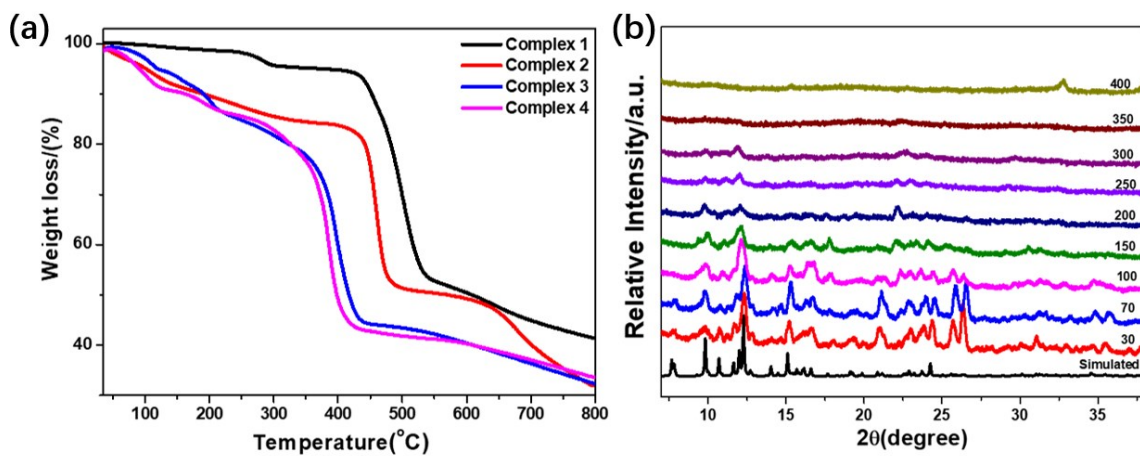 (a)
100
80
60
40
Weight loss/(%)
Complex 1
Complex 2
Complex 3
Complex 4
100 200 300 400 500 600 700 800
Temperature(°C)
(b)
Relative Intensity/a.u.
400
350
300
250
200
150
100
70
30
Simulated
10 15 20 25 30 35
2θ(degree)